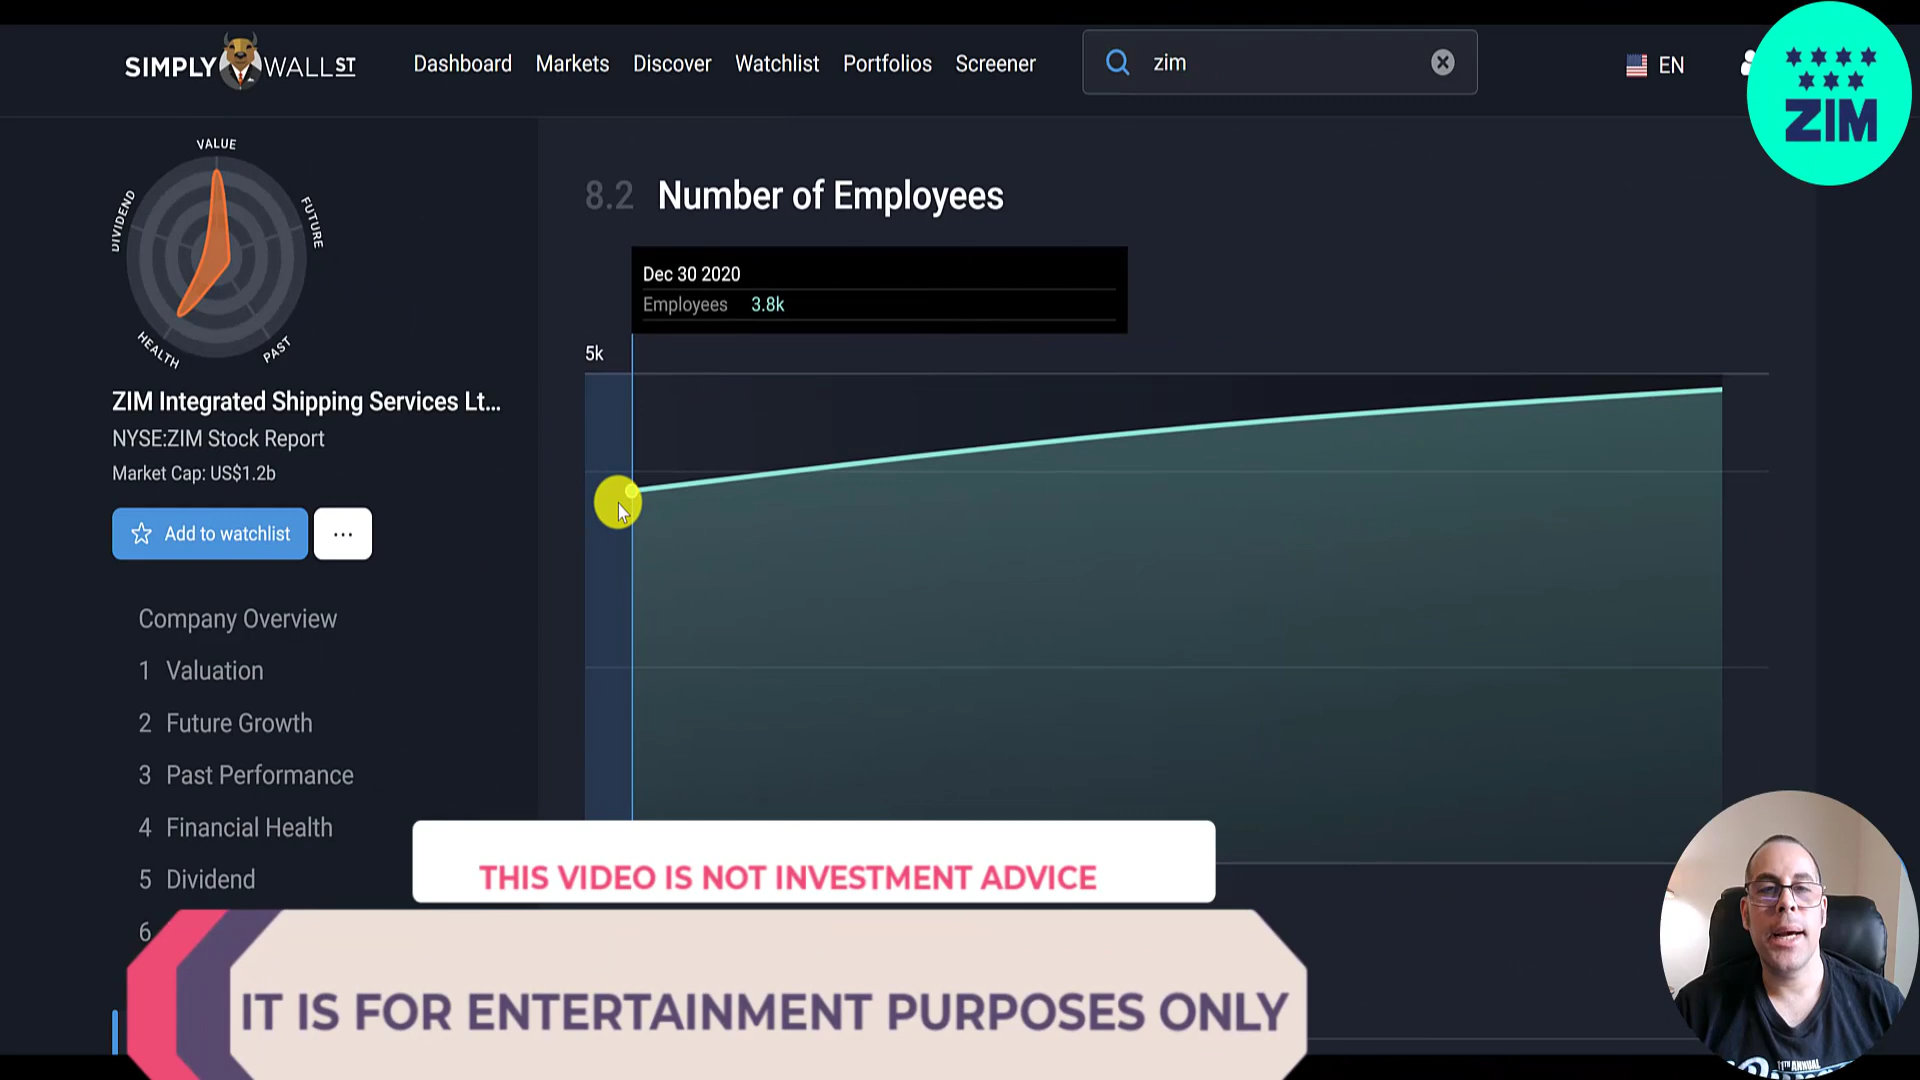 SIMPLY WALL ST
Dashboard
Markets
Discover
Watchlist
Portfolios
Screener
zim
EN
ZIM
VALUE
FUTURE
PAST
HEALTH
DIVIDEND
ZIM Integrated Shipping Services Lt...
NYSE:ZIM Stock Report
Market Cap: US$1.2b
Add to watchlist
...
Company Overview
1 Valuation
2 Future Growth
3 Past Performance
4 Financial Health
5 Dividend
6
8.2 Number of Employees
Dec 30 2020
Employees 3.8k
5k
THIS VIDEO IS NOT INVESTMENT ADVICE
IT IS FOR ENTERTAINMENT PURPOSES ONLY